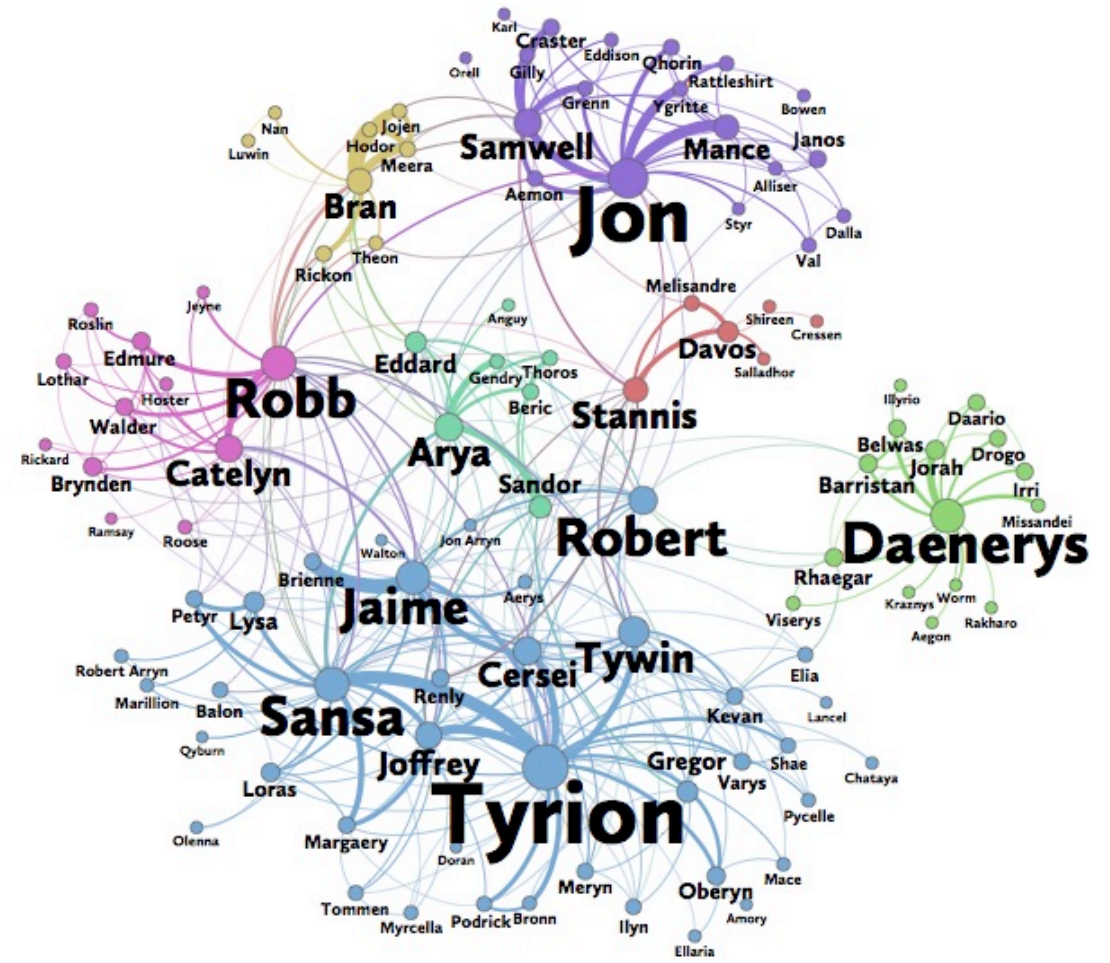 Karl
Craster
Eddison
Qhorin
Orell
Gilly
Rattleshirt
Grenn
Ygritte
Bowen
Nan
Jojen
Samwell
Mance
Janos
Luwin
Hodor
Meera
Aemon
Alliser
Bran
Jon
Styr
Dalla
Theon
Val
Rickon
Melisandre
Jeyne
Roslin
Anguy
Shireen
Cressen
Edmure
Eddard
Davos
Lothar
Gendry
Thoros
Salladhor
Hoster
Robb
Beric
Stannis
Illyrio
Daario
Walder
Belwas
Drogo
Rickard
Catelyn
Arya
Jorah
Brynden
Sandor
Barristan
Irri
Missandei
Ramsay
Roose
Jon Arryn
Robert
Daenerys
Walton
Brienne
Rhaegar
Jaime
Aerys
Kraznys
Worm
Petyr
Lysa
Viserys
Aegon
Rakharo
Robert Arryn
Cersei
Tywin
Elia
Marillion
Balon
Sansa
Renly
Kevan
Lancel
Qyburn
Joffrey
Gregor
Shae
Loras
Varys
Chataya
Tyrion
Pycelle
Olenna
Margaery
Doran
Meryn
Oberyn
Mace
Tommen
Myrcella
Podrick
Bronn
Ilyn
Amory
Ellaria